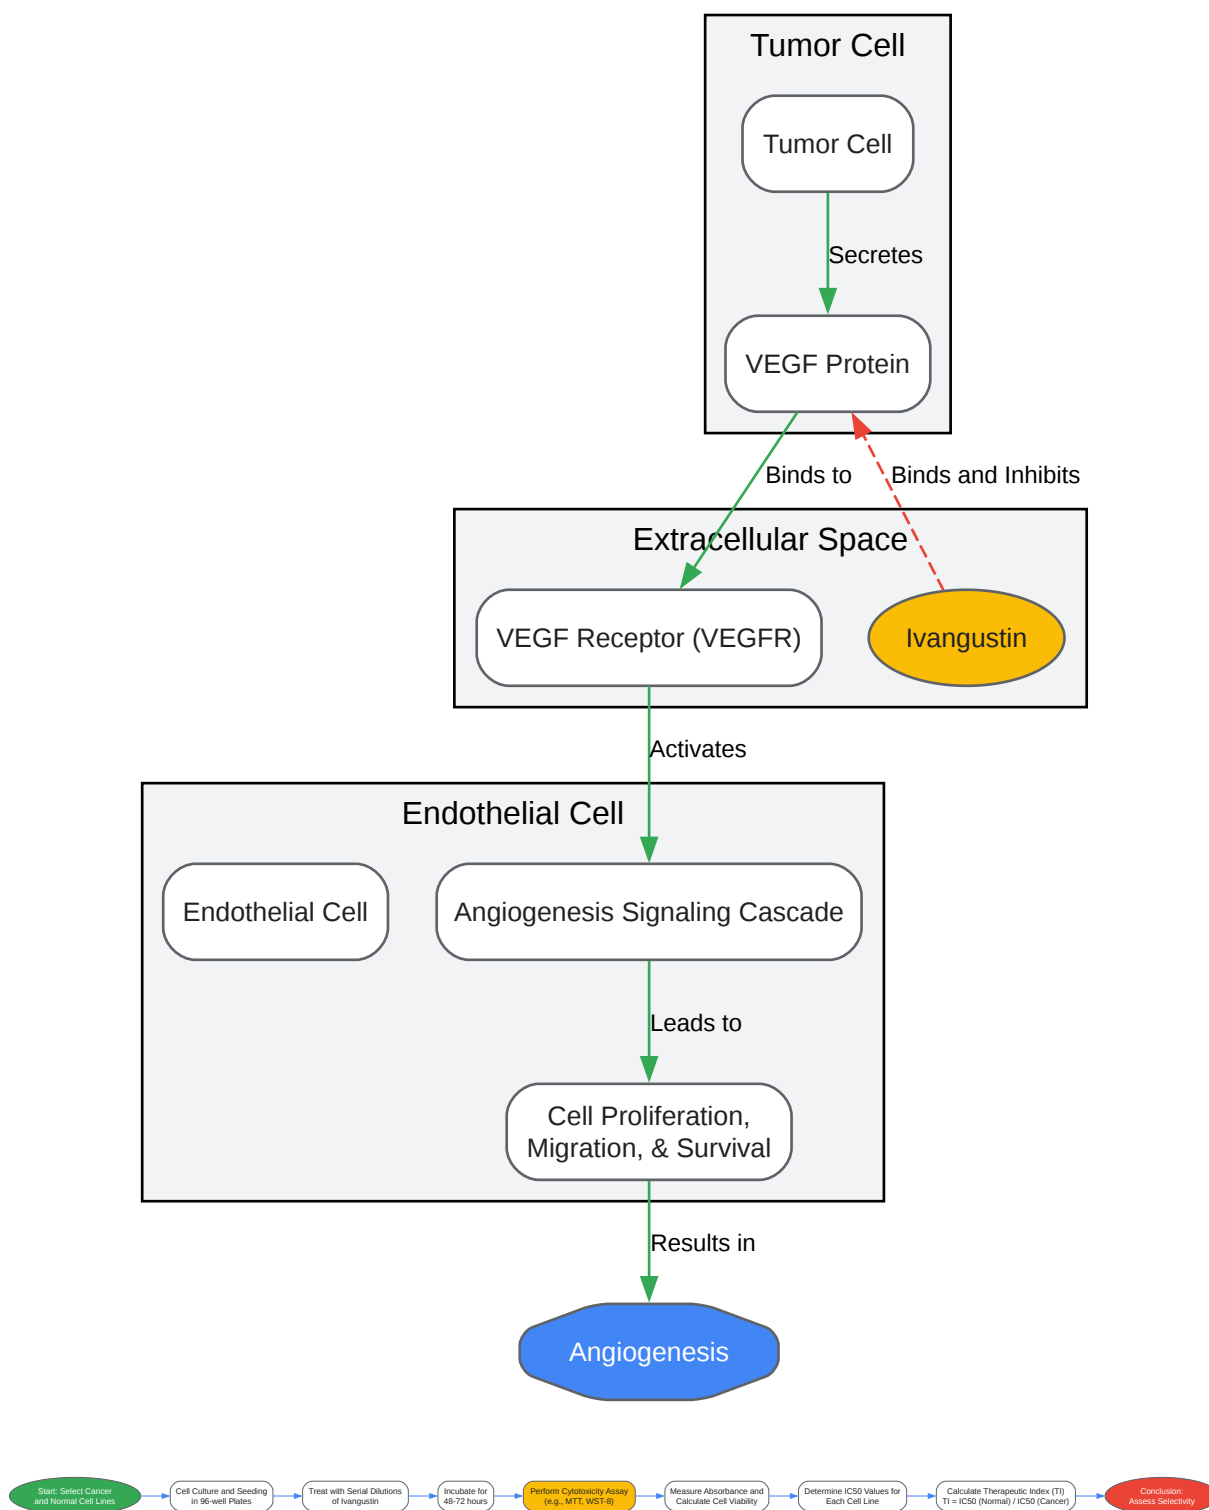 Tumor Cell
Tumor Cell
Secretes
VEGF Protein
Binds to
Binds and Inhibits
Extracellular Space
VEGF Receptor (VEGFR)
Ivangustin
Activates
Endothelial Cell
Endothelial Cell
Angiogenesis Signaling Cascade
Leads to
Cell Proliferation,
Migration, & Survival
Results in
Angiogenesis
Start: Select Cancer
and Normal Cell Lines
Cell Culture and Seeding
in 96-well Plates
Treat with Serial Dilutions
of Ivangustin
Incubate for
48-72 hours
Perform Cytotoxicity Assay
(e.g., MTT, WST-8)
Measure Absorbance and
Calculate Cell Viability
Determine IC50 Values for
Each Cell Line
Calculate Therapeutic Index (TI)
TI = IC50 (Normal) / IC50 (Cancer)
Conclusion:
Assess Selectivity